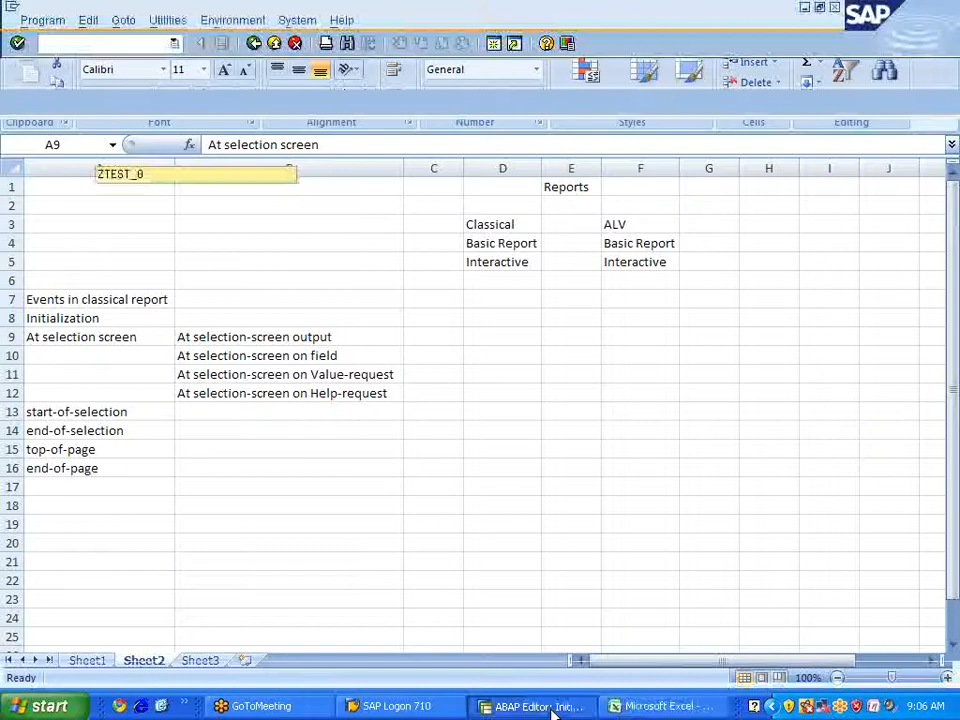 Program Edit Goto Utilities Environment System Help
SAP
Calibri 11 General Insert
Delete
Clipboard Font Alignment Number Styles Cells Editing
A9 fx At selection screen
ZTEST_0 C D E F G H I J
1 Reports
2
3 Classical ALV
4 Basic Report Basic Report
5 Interactive Interactive
6
7 Events in classical report
8 Initialization
9 At selection screen At selection-screen output
10 At selection-screen on field
11 At selection-screen on Value-request
12 At selection-screen on Help-request
13 start-of-selection
14 end-of-selection
15 top-of-page
16 end-of-page
17
18
19
20
21
22
23
24
25
Sheet1 Sheet2 Sheet3
Ready 100%
start GoToMeeting SAP Logon 710 ABAP Editor: Initi... Microsoft Excel - ... 9:06 AM